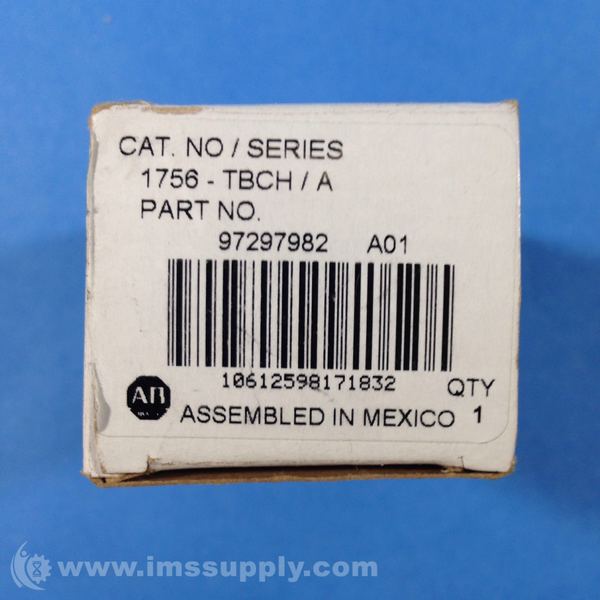 CAT. NO / SERIES
1756 - TBCH / A
PART NO.
97297982 A01
10612598171832
QTY
AB
ASSEMBLED IN MEXICO 1
www.imssupply.com